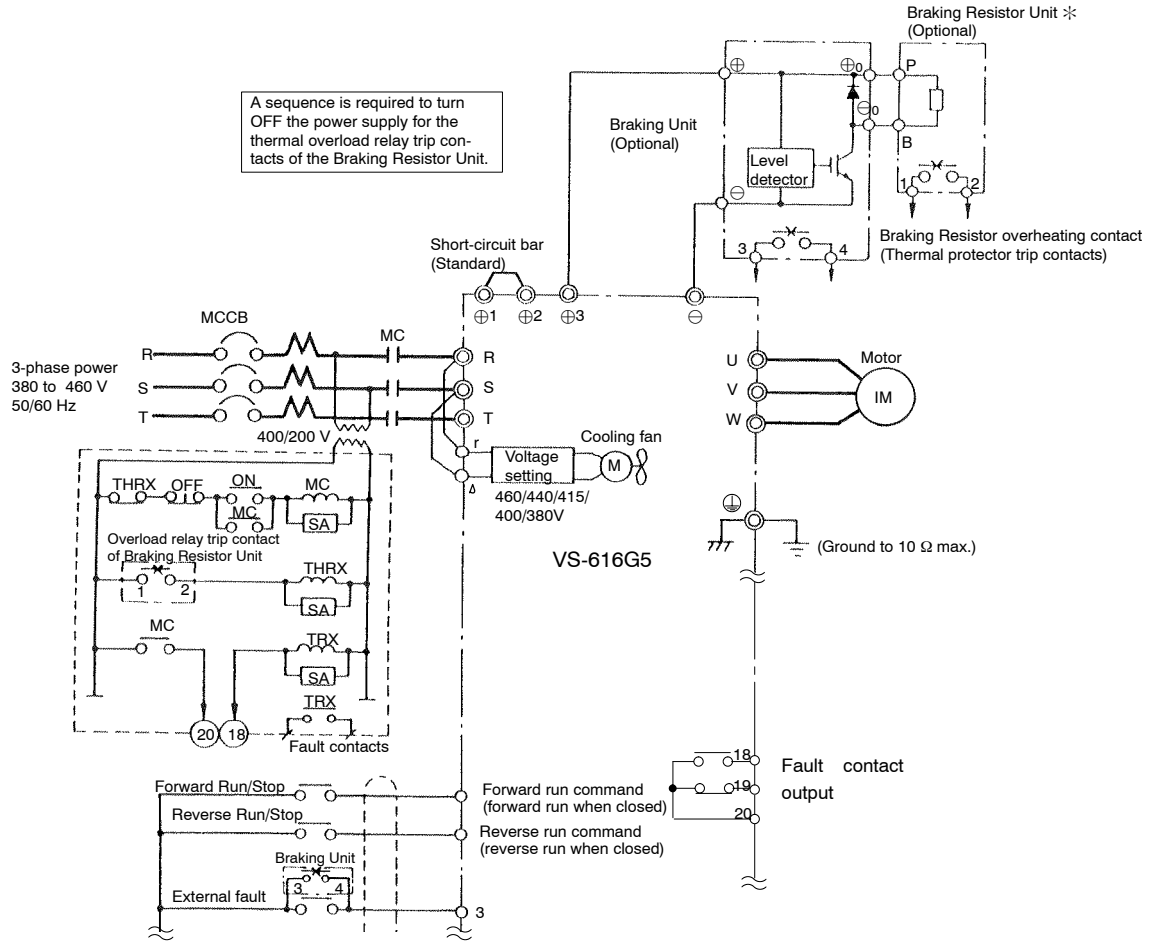 Braking Resistor Unit ＊
(Optional)
A sequence is required to turn
OFF the power supply for the
thermal overload relay trip con-
tacts of the Braking Resistor Unit.
Braking Unit
(Optional)
⊕
⊕0
P
⊖0
B
Level
detector
⊖
1
2
3
4
Braking Resistor overheating contact
(Thermal protector trip contacts)
Short-circuit bar
(Standard)
⊕1
⊕2
⊕3
⊖
MCCB
MC
3-phase power
380 to 460 V
50/60 Hz
R
S
T
R
S
T
U
V
W
Motor
IM
400/200 V
r
Δ
Voltage
setting
Cooling fan
M
460/440/415/
400/380V
THRX
OFF
ON
MC
MC
SA
Overload relay trip contact
of Braking Resistor Unit
1
2
THRX
SA
MC
TRX
SA
TRX
20
18
Fault contacts
VS-616G5
(Ground to 10 Ω max.)
18
19
20
Fault contact
output
Forward Run/Stop
Forward run command
(forward run when closed)
Reverse Run/Stop
Reverse run command
(reverse run when closed)
Braking Unit
3
4
External fault
3